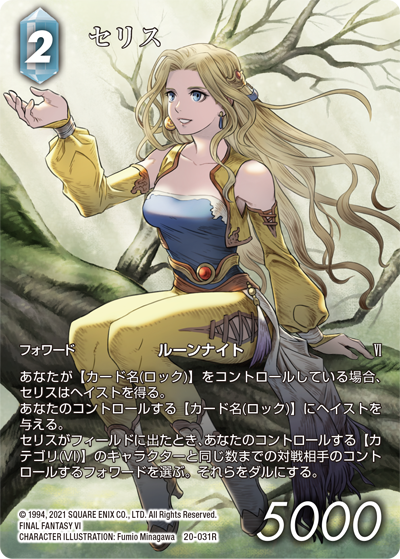 2
セリス
フォワード ルーンナイト VI
あなたが【カード名(ロック)】をコントロールしている場合、
セリスはヘイストを得る。
あなたのコントロールする【カード名(ロック)】にヘイストを
与える。
セリスがフィールドに出たとき、あなたのコントロールする【カ
テゴリ(VI)】のキャラクターと同じ数までの対戦相手のコント
ロールするフォワードを選ぶ。それらをダルにする。
© 1994, 2021 SQUARE ENIX CO., LTD. All Rights Reserved.
FINAL FANTASY VI
CHARACTER ILLUSTRATION: Fumio Minagawa 20-031R
5000